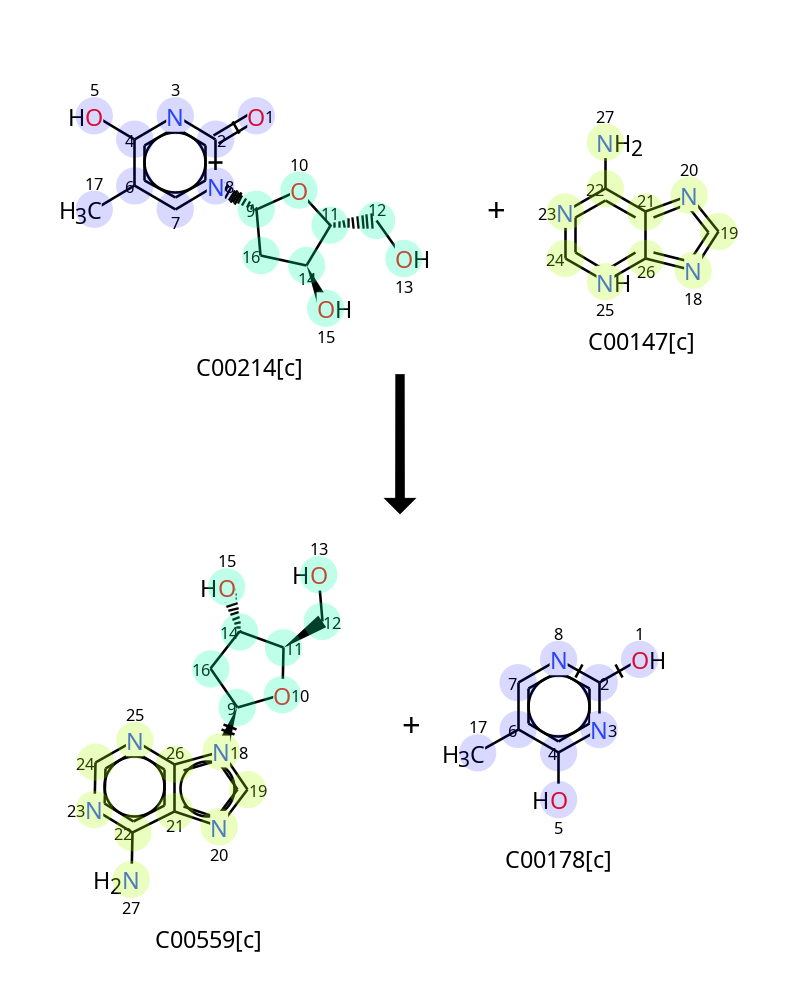 5 3 HO N O 1 4 2 + 17 6 N 8 H3C 7 9 10 O 11 12 16 14 OH 13 OH 15
C00214[c]
+
27 NH2 22 21 20 N 23 N 19 24 26 N NH 25 18
C00147[c]
15 HO 13 HO 14 12 11 16 9 O 10 25 N 26 N 18 24 19 23 N 21 N 22 20 H2N 27
C00559[c]
+
8 1 N OH 7 2 17 6 N 3 H3C 4 HO 5
C00178[c]